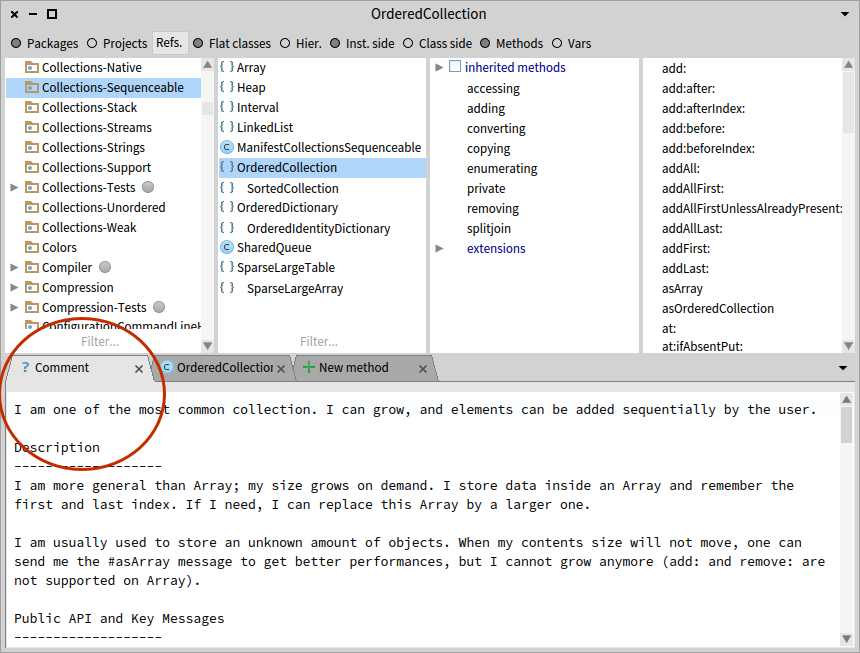 OrderedCollection
Packages Projects Refs. Flat classes Hier. Inst. side Class side Methods Vars
Collections-Native
Collections-Sequenceable
Collections-Stack
Collections-Streams
Collections-Strings
Collections-Support
Collections-Tests
Collections-Unordered
Collections-Weak
Colors
Compiler
Compression
Compression-Tests
ConfigurationCommandLineH
Filter...
{ } Array
{ } Heap
{ } Interval
{ } LinkedList
C ManifestCollectionsSequenceable
{ } OrderedCollection
{ } SortedCollection
{ } OrderedDictionary
{ } OrderedIdentityDictionary
C SharedQueue
{ } SparseLargeTable
{ } SparseLargeArray
Filter...
inherited methods
accessing
adding
converting
copying
enumerating
private
removing
splitjoin
extensions
add:
add:after:
add:afterIndex:
add:before:
add:beforeIndex:
addAll:
addAllFirst:
addAllFirstUnlessAlreadyPresent:
addAllLast:
addFirst:
addLast:
asArray
asOrderedCollection
at:
at:ifAbsentPut:
? Comment
C OrderedCollection
New method
I am one of the most common collection. I can grow, and elements can be added sequentially by the user.
Description
-------------------
I am more general than Array; my size grows on demand. I store data inside an Array and remember the
first and last index. If I need, I can replace this Array by a larger one.
I am usually used to store an unknown amount of objects. When my contents size will not move, one can
send me the #asArray message to get better performances, but I cannot grow anymore (add: and remove: are
not supported on Array).
Public API and Key Messages
-------------------